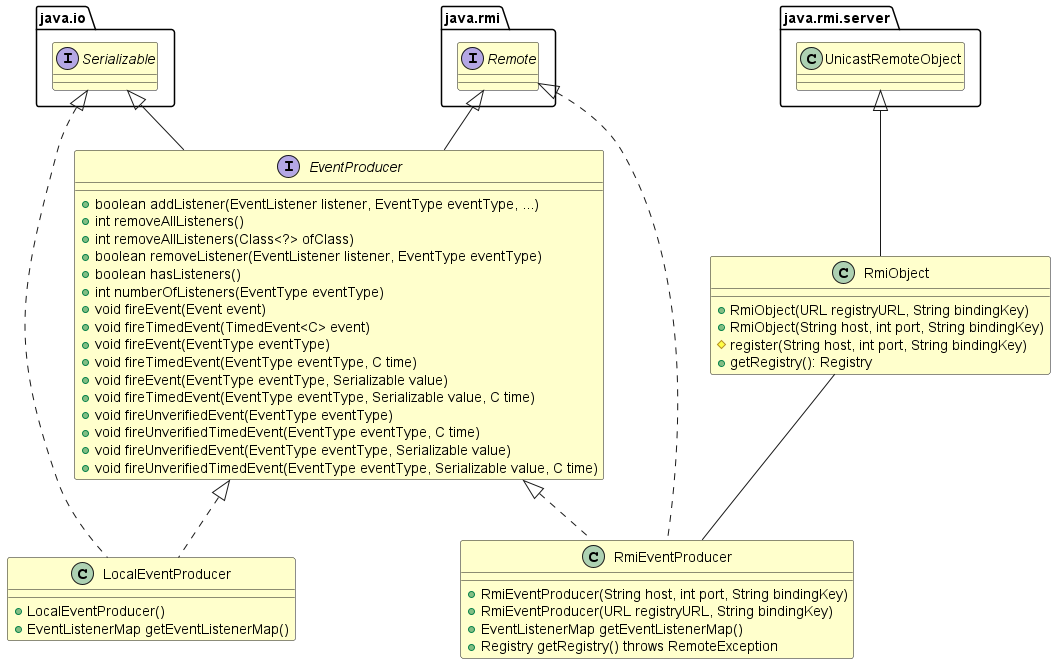 java.io
I Serializable
java.rmi
I Remote
java.rmi.server
C UnicastRemoteObject
I EventProducer
boolean addListener(EventListener listener, EventType eventType, ...)
int removeAllListeners()
int removeAllListeners(Class<?> ofClass)
boolean removeListener(EventListener listener, EventType eventType)
boolean hasListeners()
int numberOfListeners(EventType eventType)
void fireEvent(Event event)
void fireTimedEvent(TimedEvent<C> event)
void fireEvent(EventType eventType)
void fireTimedEvent(EventType eventType, C time)
void fireEvent(EventType eventType, Serializable value)
void fireTimedEvent(EventType eventType, Serializable value, C time)
void fireUnverifiedEvent(EventType eventType)
void fireUnverifiedTimedEvent(EventType eventType, C time)
void fireUnverifiedEvent(EventType eventType, Serializable value)
void fireUnverifiedTimedEvent(EventType eventType, Serializable value, C time)
C RmiObject
RmiObject(URL registryURL, String bindingKey)
RmiObject(String host, int port, String bindingKey)
register(String host, int port, String bindingKey)
getRegistry(): Registry
C LocalEventProducer
LocalEventProducer()
EventListenerMap getEventListenerMap()
C RmiEventProducer
RmiEventProducer(String host, int port, String bindingKey)
RmiEventProducer(URL registryURL, String bindingKey)
EventListenerMap getEventListenerMap()
Registry getRegistry() throws RemoteException